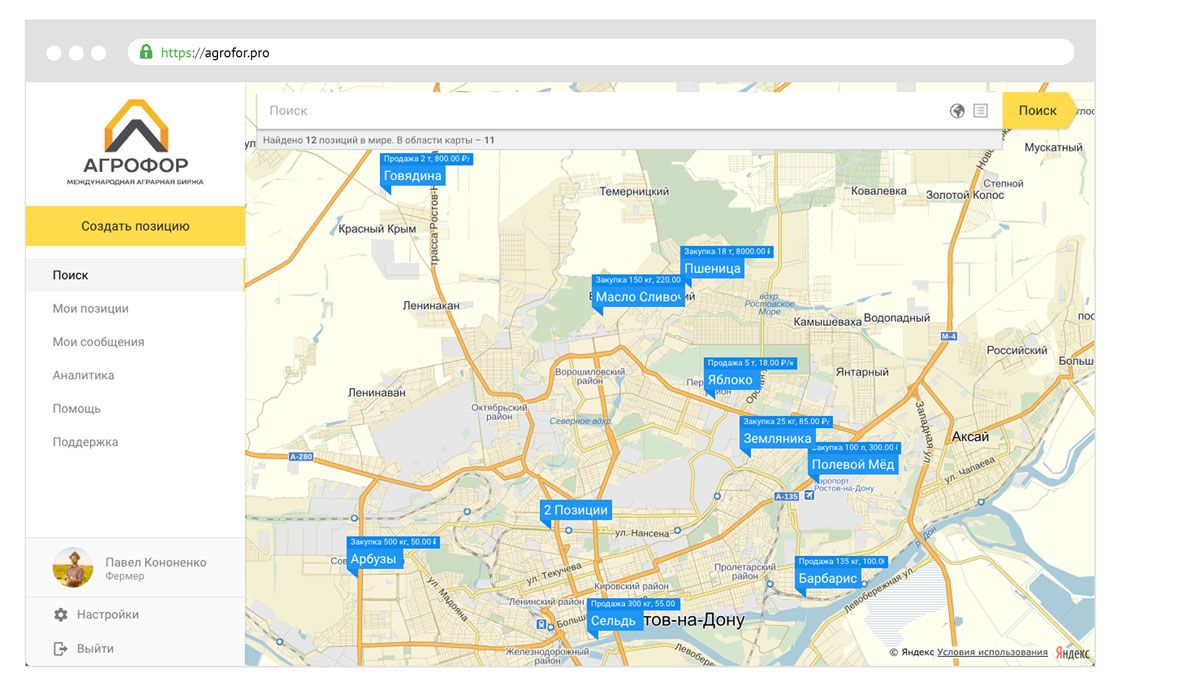 https://agrofor.pro
АГРОФОР
МЕЖДУНАРОДНАЯ АГРАРНАЯ БИРЖА
Создать позицию
Поиск
Мои позиции
Мои сообщения
Аналитика
Помощь
Поддержка
Павел Кононенко
Фермер
Настройки
Выйти
Поиск
Поиск
Найдено 12 позиций в мире. В области карты – 11
Мускатный
Продажа 2 т, 800.00 ₽/
Говядина
Темерницкий
Ковалевка
Степной
Золотой Колос
Красный Крым
трасса Ростов-Н
Закупка 18 т, 8000.00
Пшеница
Закупка 150 кг, 220.00
Масло Сливоч
вдхр.
Ростовское
Море
Ленинакан
Камышеваха
Водопадный
М-4
Российский
Больш
Продажа 5 т, 18.00 ₽/к
Яблоко
Янтарный
Ворошиловский
район
Ленинаван
Октябрьский
район
Северное вдхр.
Западная ул.
Закупка 25 кг, 85.00 ₽/
Земляника
Аксай
Закупка 100 л, 300.00
Полевой Мёд
А-280
ул. Чапаева
аэропорт
Ростов-на-Дону
А-135
2 Позиции
ул. Нансена
р. Дон
Закупка 500 кг, 50.00
Арбузы
Сов
ул. Текучева
Пролетарский
район
Продажа 135 кг, 100.0
Барбарис
Левобережная ул.
ул. Мадояна
Кировский район
Ленинский район
Продажа 300 кг, 55.00
Сельдь
Больш
тов-на-Дону
Железнодорожный
район
Левобер
© Яндекс Условия использования
Яндекс